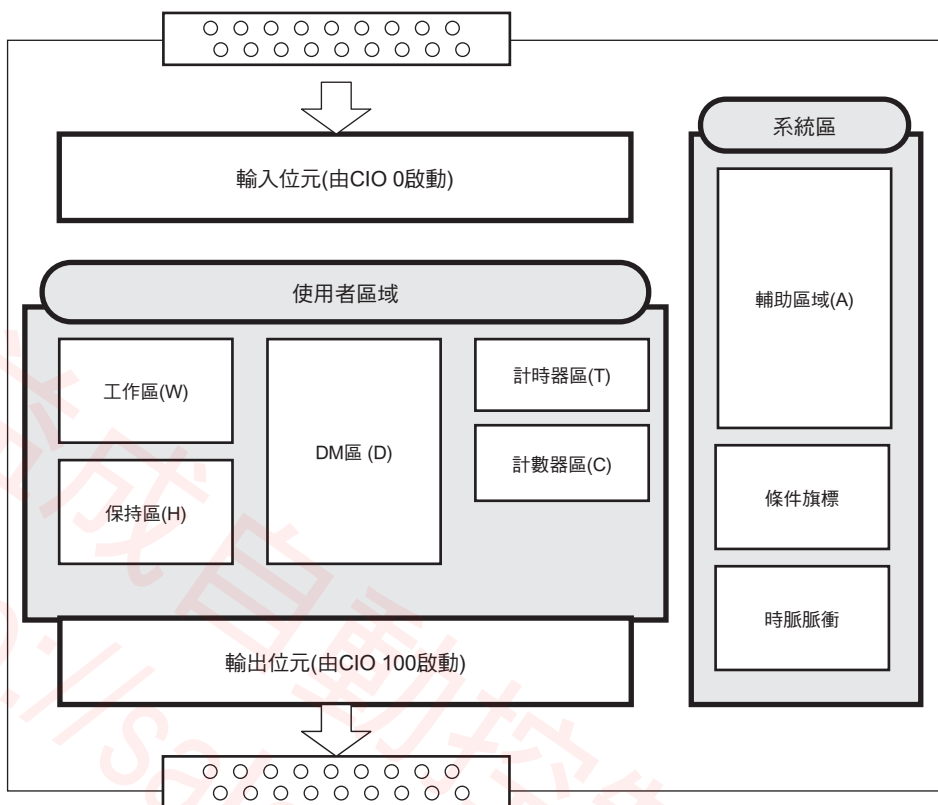 輸入位元(由CIO 0啟動)
系統區
輔助區域(A)
條件旗標
時脈脈衝
使用者區域
工作區(W)
保持區(H)
DM區 (D)
計時器區(T)
計數器區(C)
輸出位元(由CIO 100啟動)